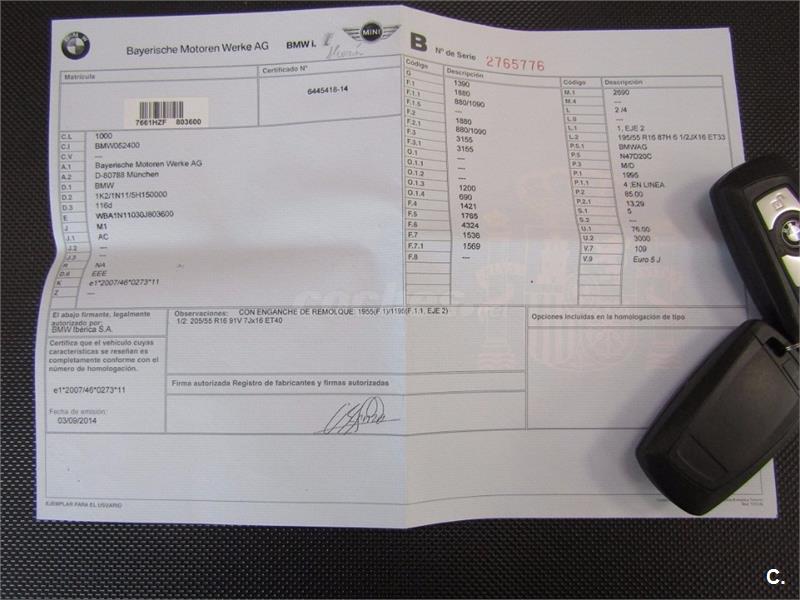 Bayerische Motoren Werke AG
BMW i.
MINI
Matrícula
Certificado Nº
6445418-14
7661HZF 803600
C.L 1000
C.I BMW052400
C.V ---
A.1 Bayerische Motoren Werke AG
A.2 D-80788 München
D.1 BMW
D.2 1K2/1N11/5H150000
D.3 116d
E WBA1N11030J803600
J M1
J.1 AC
J.2 ---
J.3 ---
R NA
D.6 EEE
K e1*2007/46*0273*11
Z ---
El abajo firmante, legalmente
autorizado por
BMW Ibérica S.A.
Certifica que el vehículo cuyas
características se reseñan es
completamente conforme con el
número de homologación.
e1*2007/46*0273*11
Fecha de emisión:
03/09/2014
Observaciones: CON ENGANCHE DE REMOLQUE: 1955(F.1)/1195(F.1.1, EJE 2)
1/2: 205/55 R16 91V 7Jx16 ET40
Firma autorizada Registro de fabricantes y firmas autorizadas
EJEMPLAR PARA EL USUARIO
B Nº de Serie 2765776
Código Descripción
G 1390
F.1 1880
F.1.1 880/1090
F.1.5 ---
F.2.1 1880
F.3 880/1090
F.3.1 3155
O.1 3155
O.1.1 ---
O.1.2 ---
O.1.3 1200
O.1.4 690
F.4 1421
F.5 1765
F.6 4324
F.7 1536
F.7.1 1569
F.8 ---
Código Descripción
M.1 2690
M.4 ---
L 2 /4
L.0 ---
L.1 1, EJE 2
L.2 195/55 R16 87H 6 1/2JX16 ET33
P.5.1 BMWAG
P.5 N47D20C
P.3 M/D
P.1 1995
P.1.1 4 ;EN LINEA
P.2 85.00
P.2.1 13,29
S.1 5
S.2 ---
U.1 76.00
U.2 3000
V.7 109
V.9 Euro 5 J
Opciones incluidas en la homologación de tipo
coches.net
C.